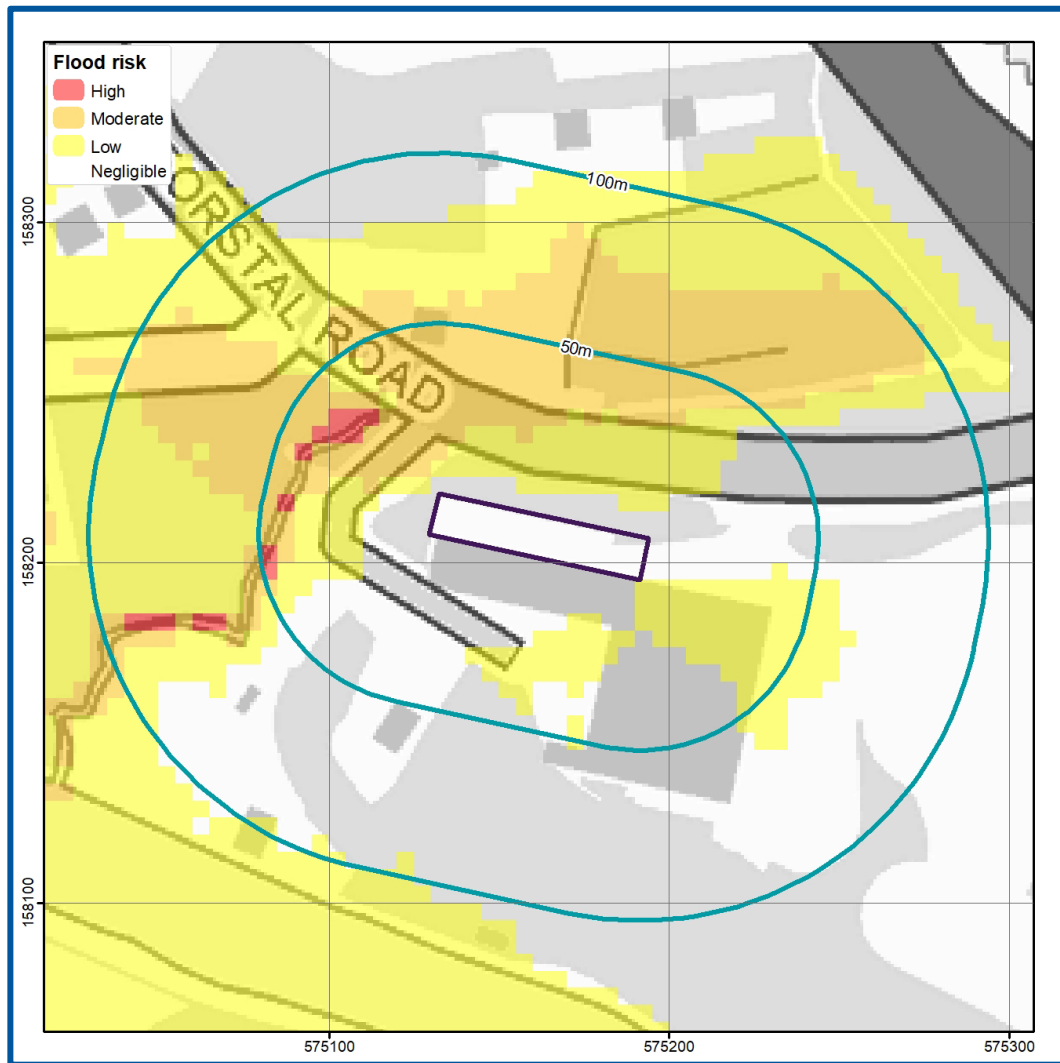 Flood risk
High
Moderate
Low
Negligible
100m
ORSTAL ROAD
50m
158300
158200
158100
575100
575200
575300